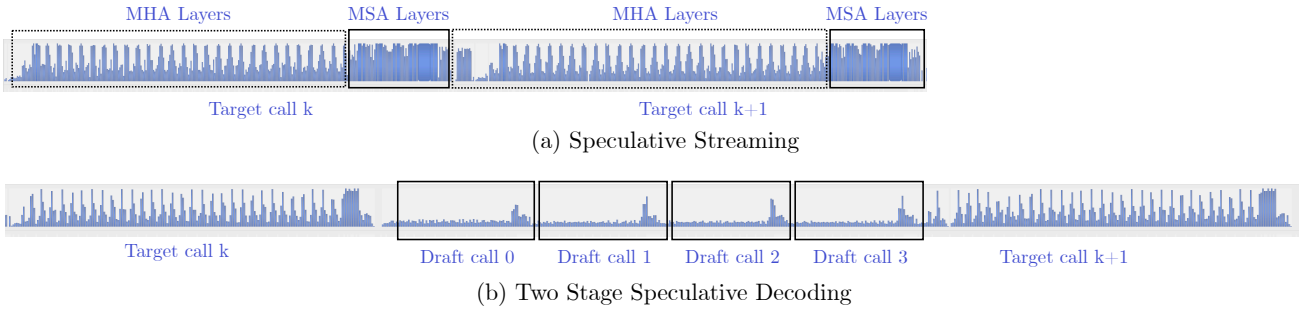 MHA Layers MSA Layers MHA Layers MSA Layers
Target call k Target call k+1
(a) Speculative Streaming
Target call k Draft call 0 Draft call 1 Draft call 2 Draft call 3 Target call k+1
(b) Two Stage Speculative Decoding